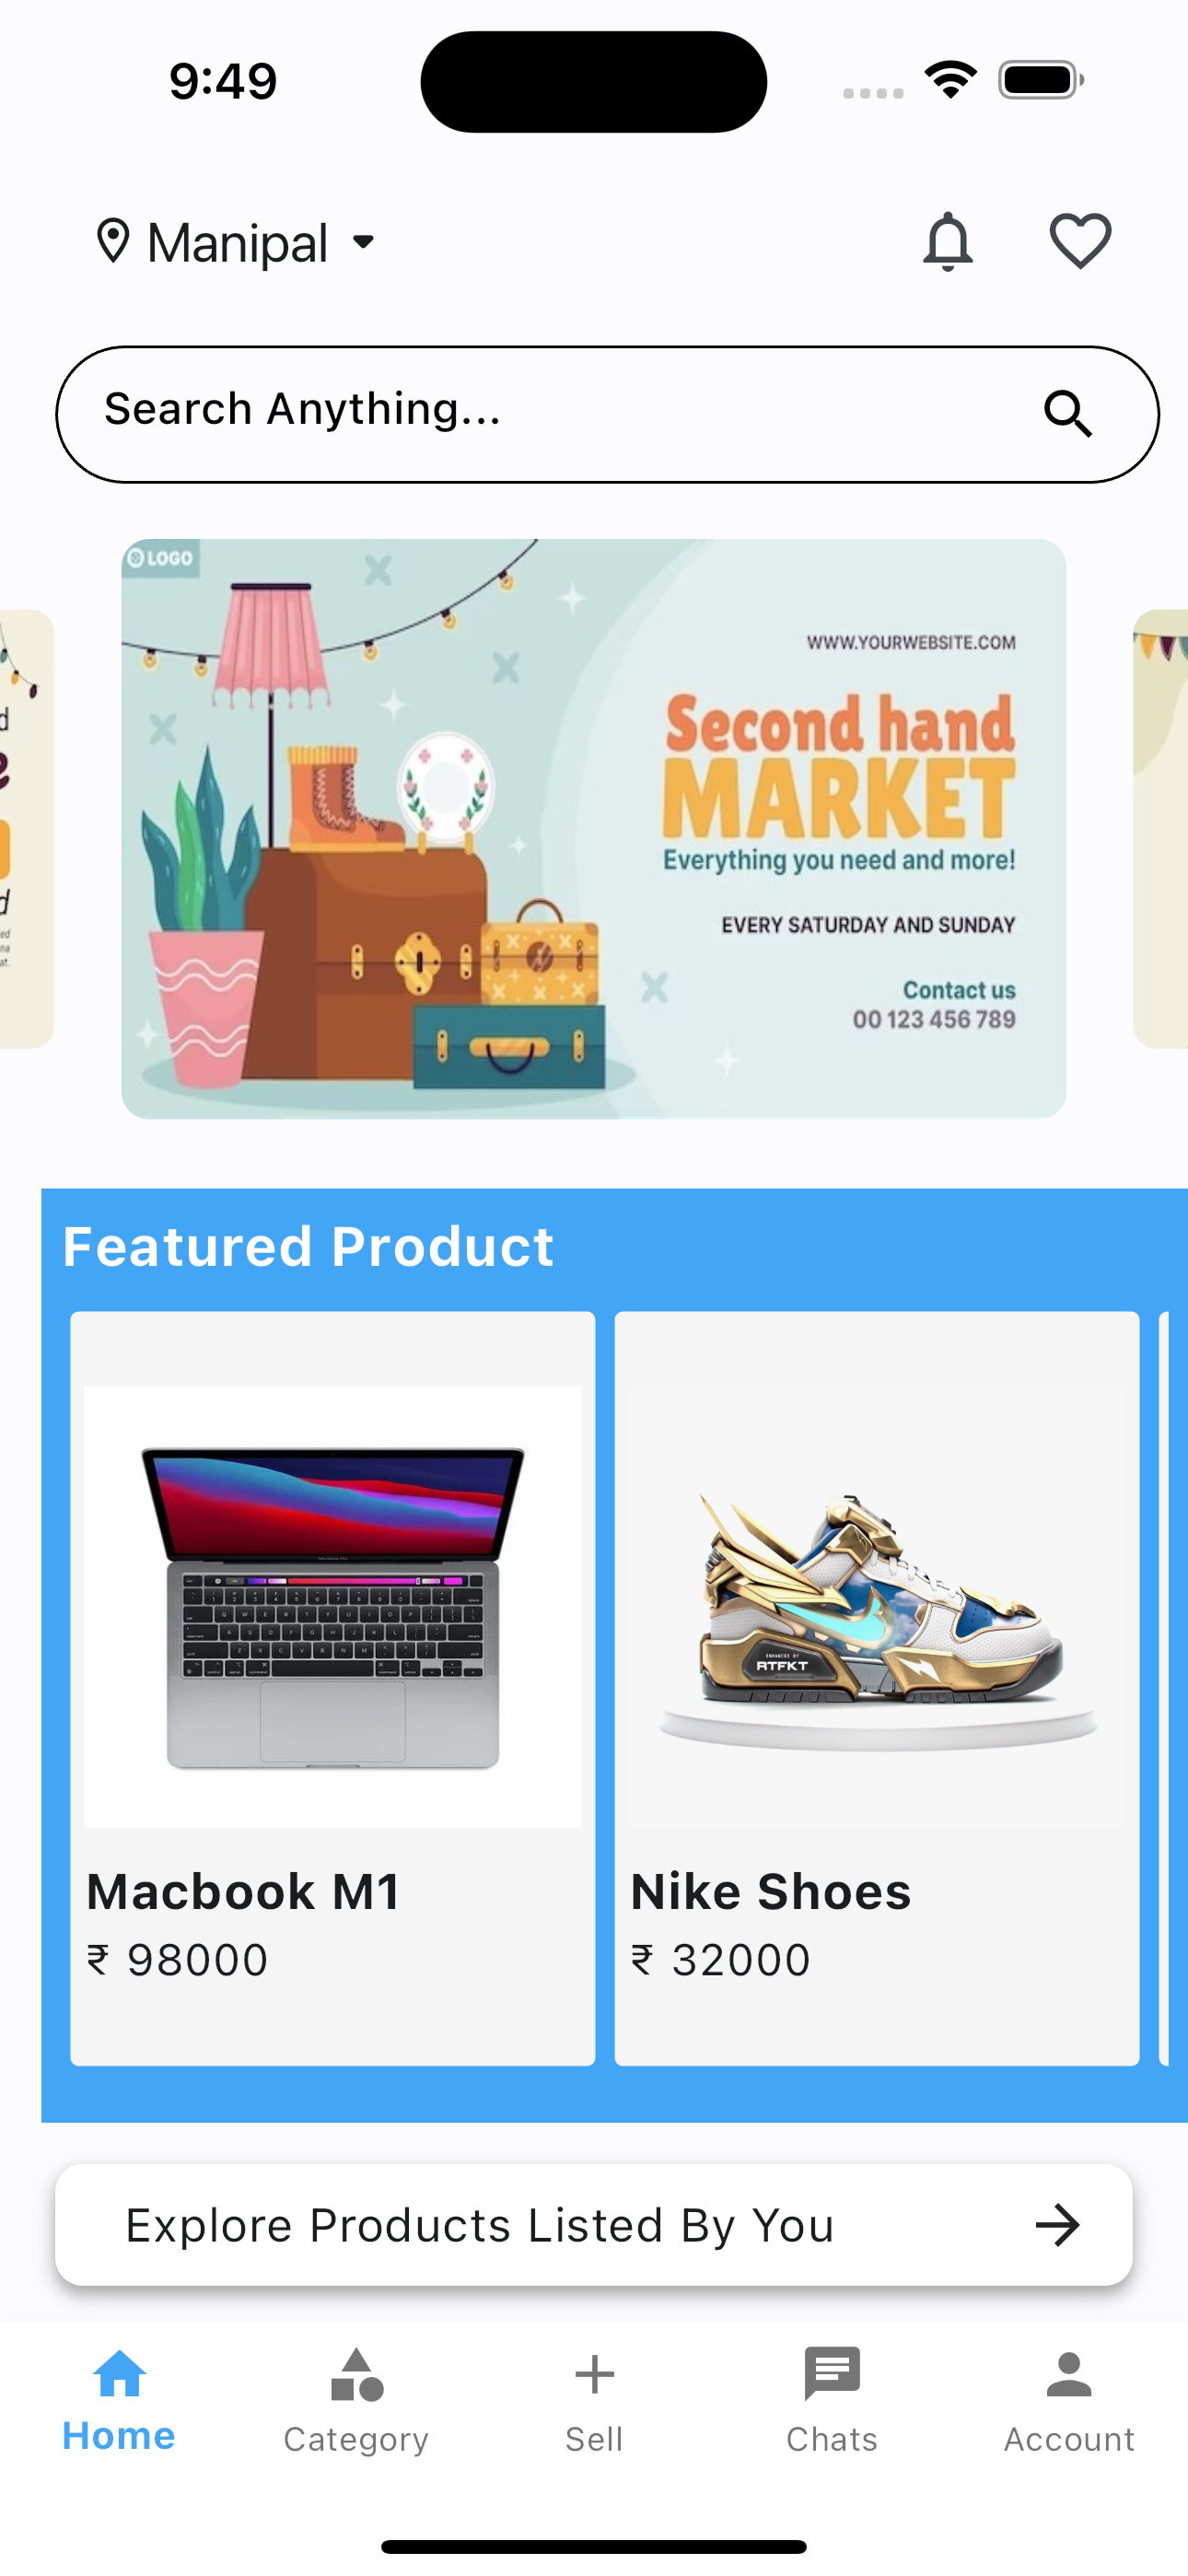 9:49
Manipal
Search Anything...
LOGO
WWW.YOURWEBSITE.COM
Second hand
MARKET
Everything you need and more!
EVERY SATURDAY AND SUNDAY
Contact us
00 123 456 789
Featured Product
ENHANCED BY
RTFKT
Macbook M1
₹ 98000
Nike Shoes
₹ 32000
Explore Products Listed By You
Home
Category
Sell
Chats
Account